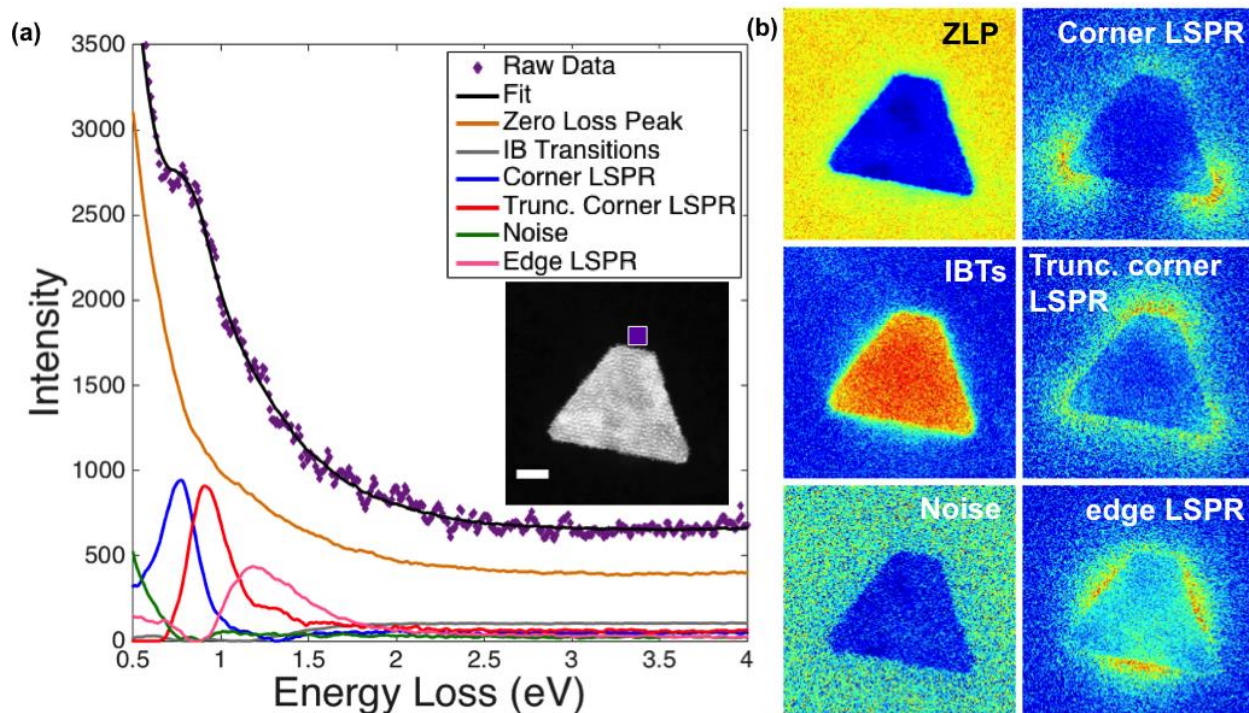 (a)
3500
3000
2500
2000
1500
1000
500
0
Intensity
0.5
1
1.5
2
2.5
3
3.5
4
Energy Loss (eV)
Raw Data
Fit
Zero Loss Peak
IB Transitions
Corner LSPR
Trunc. Corner LSPR
Noise
Edge LSPR
(b)
ZLP
Corner LSPR
IBTs
Trunc. corner
LSPR
Noise
edge LSPR